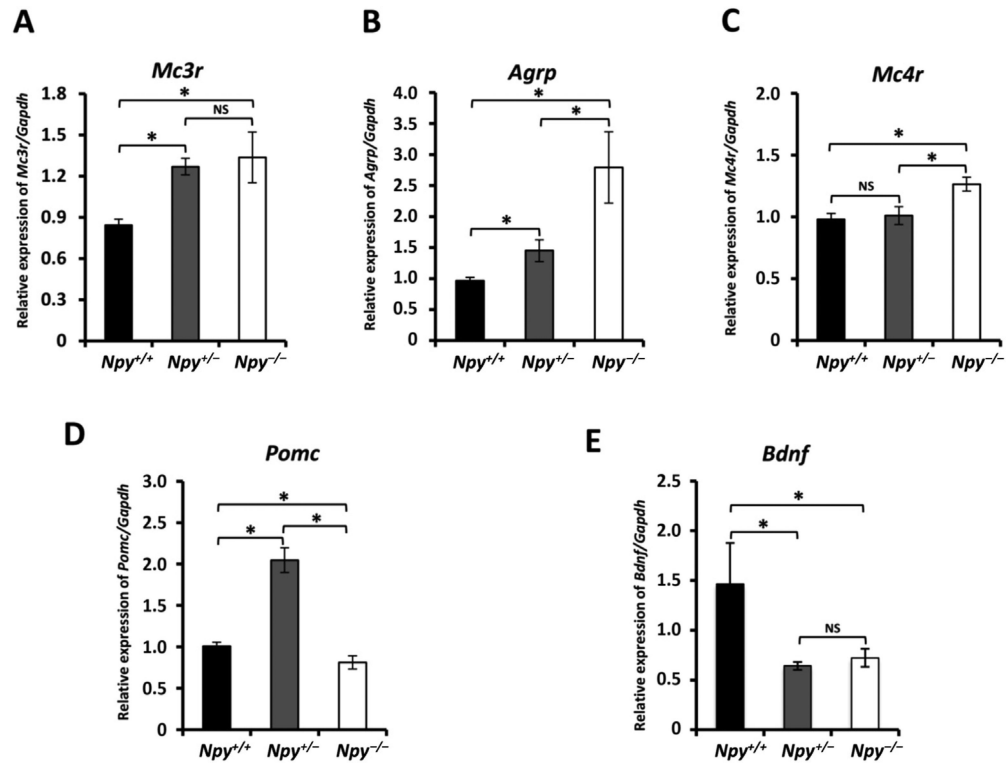 A
Mc3r
Relative expression of Mc3r/Gapdh
1.8
1.5
1.2
0.9
0.6
0.3
0
*
NS
*
Npy+/+ Npy+/− Npy−/−
B
Agrp
Relative expression of Agrp/Gapdh
4.0
3.5
3.0
2.5
2.0
1.5
1.0
0.5
0
*
*
*
Npy+/+ Npy+/− Npy−/−
C
Mc4r
Relative expression of Mc4r/Gapdh
2.0
1.5
1.0
0.5
0
*
*
NS
Npy+/+ Npy+/− Npy−/−
D
Pomc
Relative expression of Pomc/Gapdh
3.0
2.5
2.0
1.5
1.0
0.5
0
*
*
*
Npy+/+ Npy+/− Npy−/−
E
Bdnf
Relative expression of Bdnf/Gapdh
2.5
2.0
1.5
1.0
0.5
0
*
*
NS
Npy+/+ Npy+/− Npy−/−